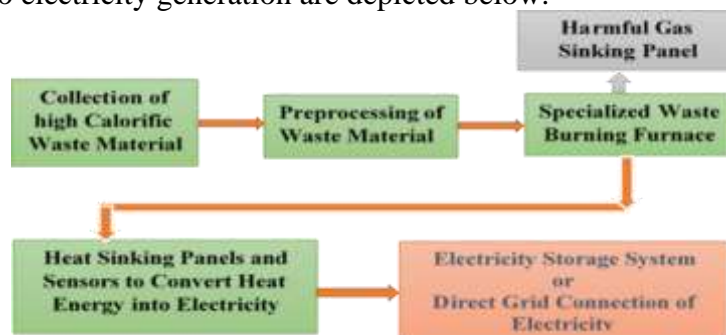 o electricity generation are depicted below:
Harmful Gas
Sinking Panel
Collection of
high Calorific
Waste Material
Preprocessing of
Waste Material
Specialized Waste
Burning Furnace
Heat Sinking Panels and
Sensors to Convert Heat
Energy into Electricity
Electricity Storage System
or
Direct Grid Connection of
Electricity